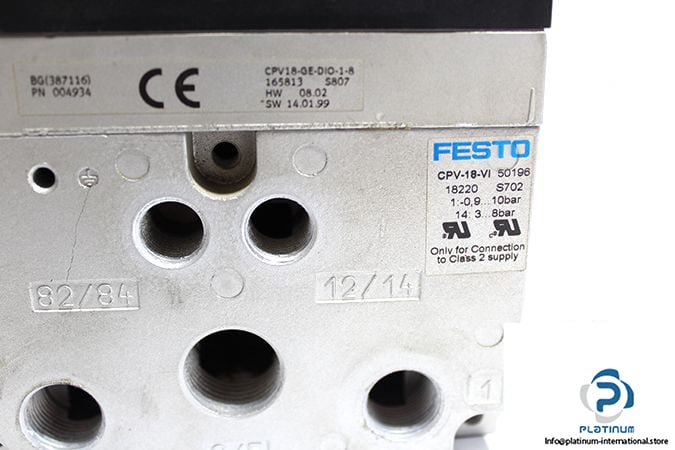 BG(387116)
PN 004934
CPV18-GE-DIO-1-8
165813 S807
HW 08.02
SW 14.01.99
FESTO
CPV-18-VI 50196
18220 S702
1:-0,9...10bar
14: 3...8bar
Only for Connection
to Class 2 supply
82/84
12/14
1
PLATINUM
Info@platinum-international.store